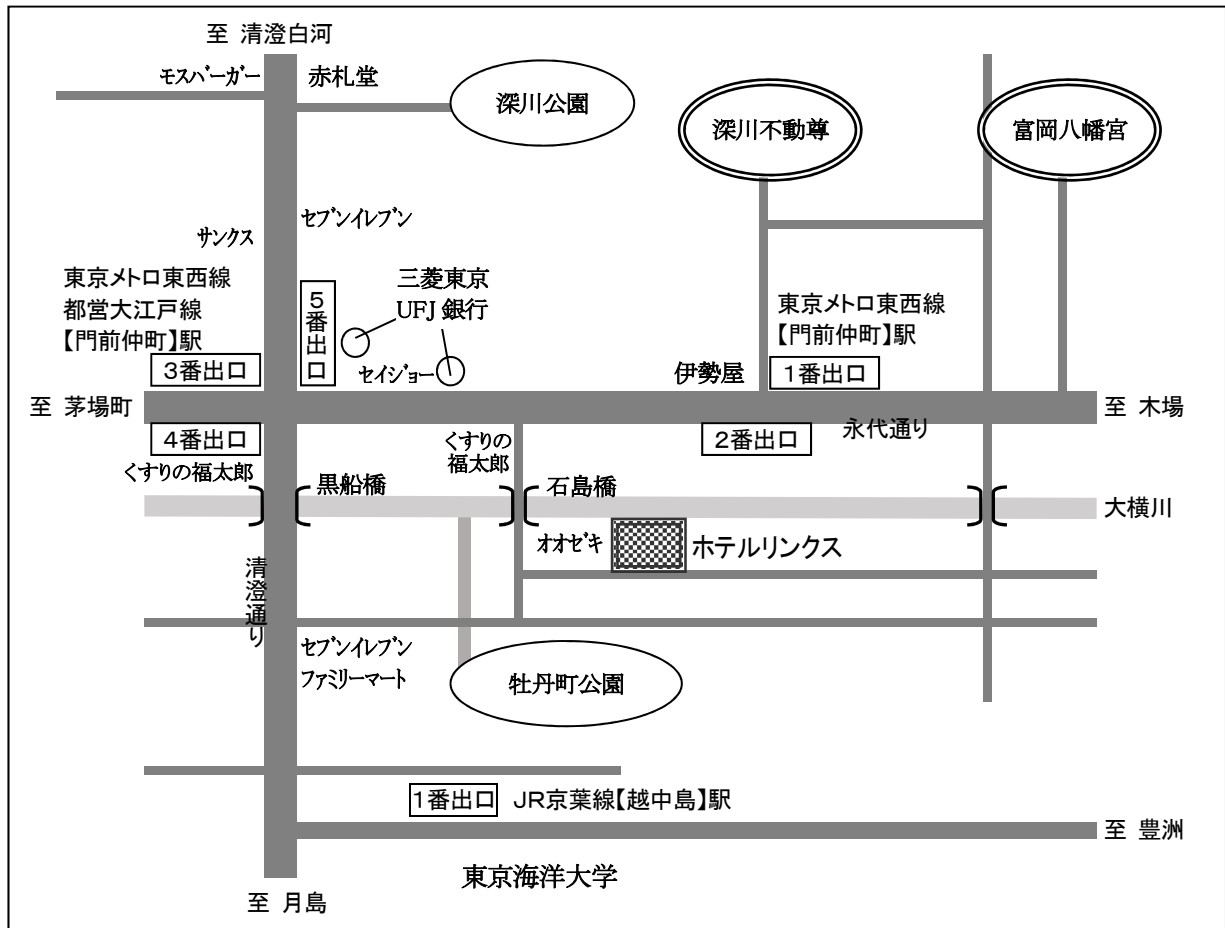 至 清澄白河
モスバーガー
赤札堂
深川公園
深川不動尊
富岡八幡宮
セブンイレブン
サンクス
東京メトロ東西線
都営大江戸線
【門前仲町】駅
3番出口
5番出口
三菱東京
UFJ 銀行
セイジョー
伊勢屋
東京メトロ東西線
【門前仲町】駅
1番出口
至 茅場町
至 木場
永代通り
4番出口
くすりの福太郎
くすりの
福太郎
2番出口
黒船橋
石島橋
大横川
オオゼキ
ホテルリンクス
清澄通り
セブンイレブン
ファミリーマート
牡丹町公園
1番出口
JR京葉線【越中島】駅
至 豊洲
東京海洋大学
至 月島